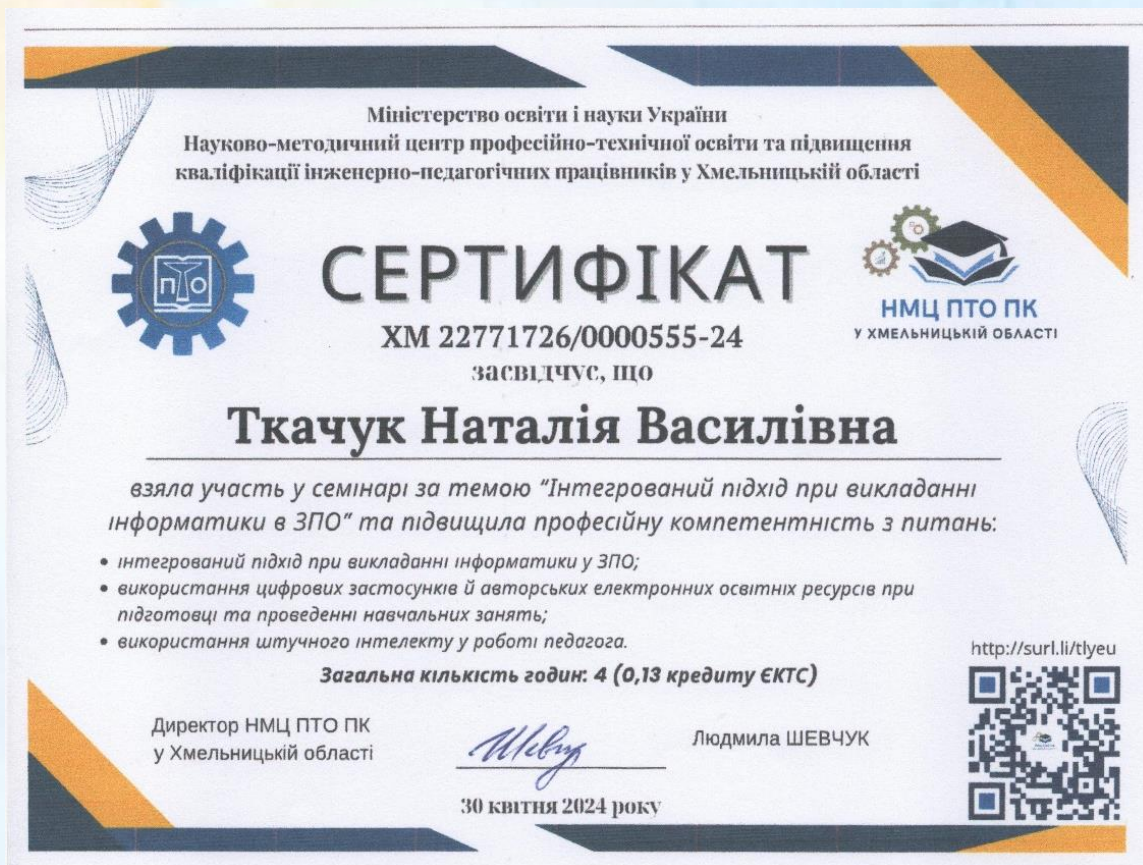 Міністерство освіти і науки України
Науково-методичний центр професійно-технічної освіти та підвищення
кваліфікації інженерно-педагогічних працівників у Хмельницькій області
ПТО
СЕРТИФІКАТ
НМЦ ПТО ПК
У ХМЕЛЬНИЦЬКІЙ ОБЛАСТІ
ХМ 22771726/0000555-24
засвідчує, що
Ткачук Наталія Василівна
взяла участь у семінарі за темою "Інтегрований підхід при викладанні
інформатики в ЗПО" та підвищила професійну компетентність з питань:
• інтегрований підхід при викладанні інформатики у ЗПО;
• використання цифрових застосунків й авторських електронних освітніх ресурсів при
підготовці та проведенні навчальних занять;
• використання штучного інтелекту у роботі педагога.
Загальна кількість годин: 4 (0,13 кредиту ЄКТС)
http://surl.li/tlyeu
Директор НМЦ ПТО ПК
у Хмельницькій області
Людмила ШЕВЧУК
30 квітня 2024 року